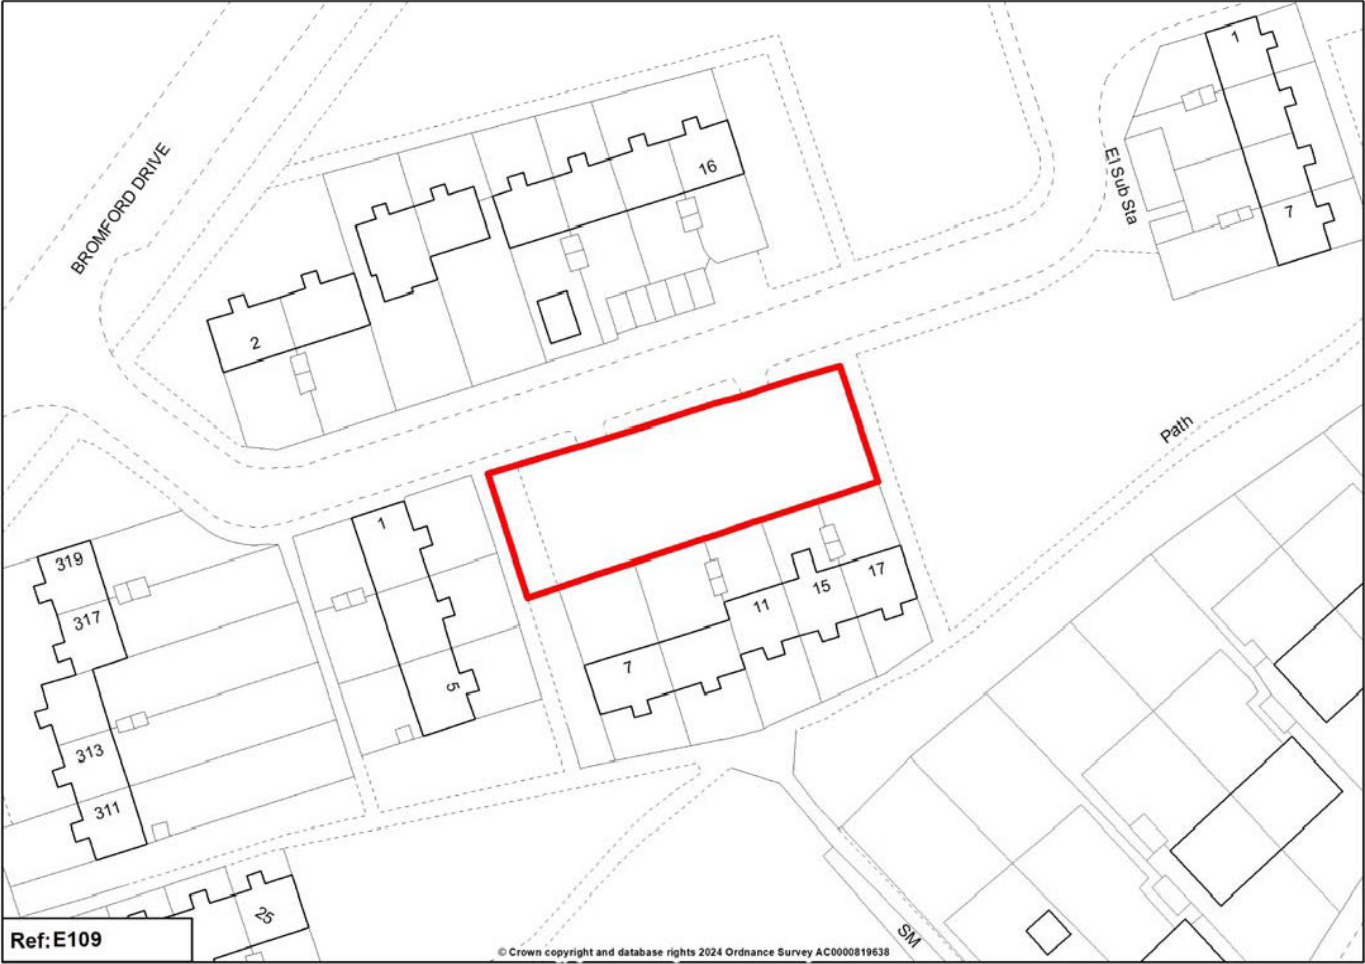 1
BROMFORD DRIVE
16
El Sub Sta
7
2
Path
1
319
317
17
15
11
7
5
313
311
25
SM
Ref:E109
© Crown copyright and database rights 2024 Ordnance Survey AC0000819638